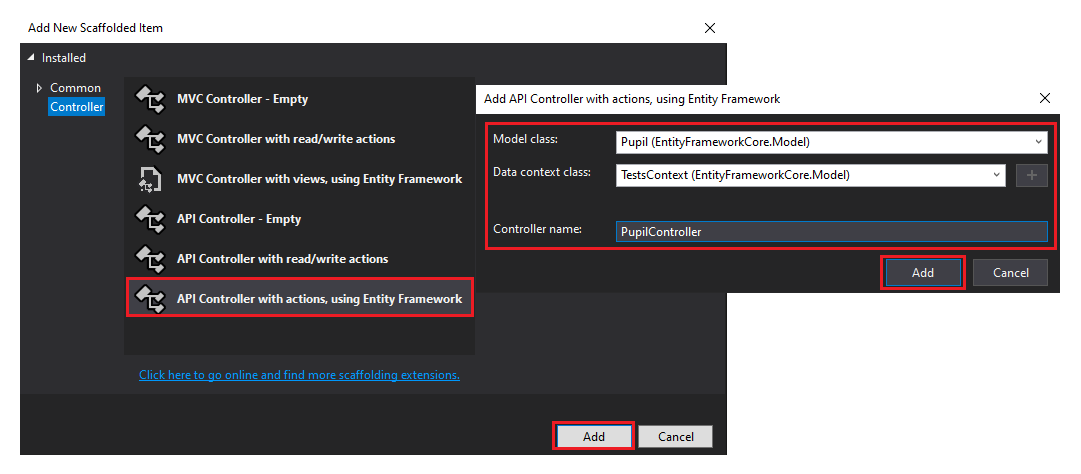 Add New Scaffolded Item
Installed
Common
Controller
MVC Controller - Empty
MVC Controller with read/write actions
MVC Controller with views, using Entity Framework
API Controller - Empty
API Controller with read/write actions
API Controller with actions, using Entity Framework
Click here to go online and find more scaffolding extensions.
Add
Cancel
Add API Controller with actions, using Entity Framework
Model class:
Pupil (EntityFrameworkCore.Model)
Data context class:
TestsContext (EntityFrameworkCore.Model)
Controller name:
PupilController
Add
Cancel